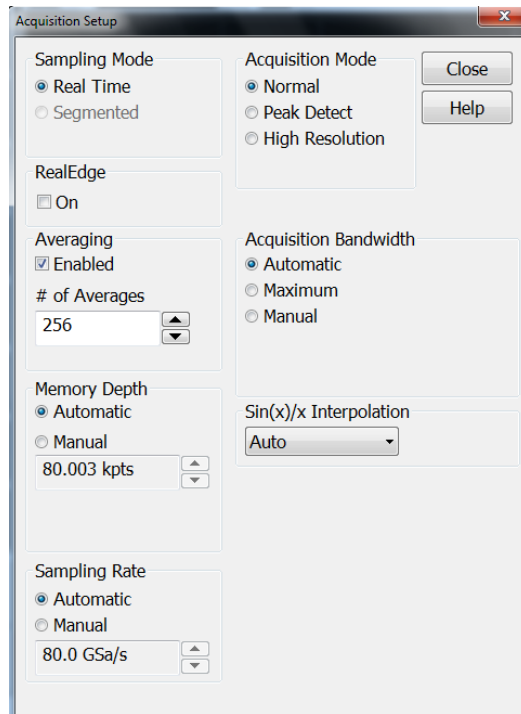 Acquisition Setup
x
Sampling Mode
Real Time
Segmented
Acquisition Mode
Normal
Peak Detect
High Resolution
Close
Help
RealEdge
On
Averaging
Enabled
# of Averages
256
Acquisition Bandwidth
Automatic
Maximum
Manual
Memory Depth
Automatic
Manual
80.003 kpts
Sin(x)/x Interpolation
Auto
Sampling Rate
Automatic
Manual
80.0 GSa/s